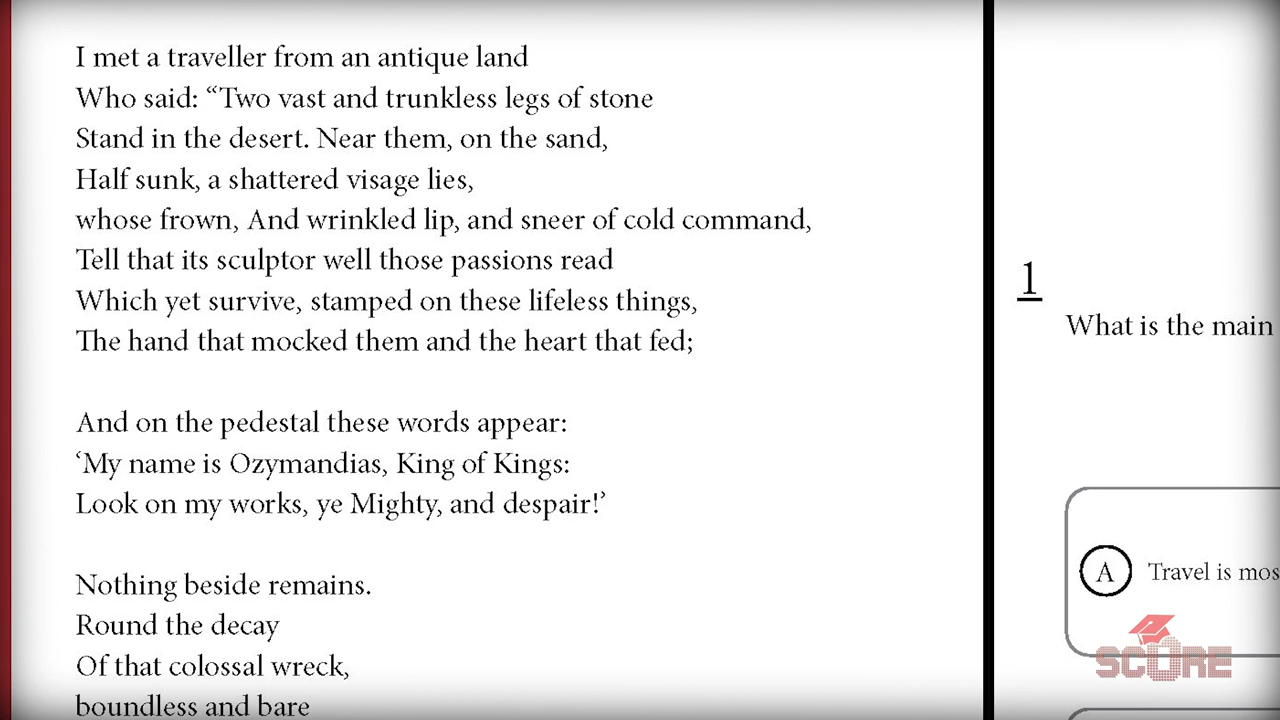 I met a traveller from an antique land
Who said: “Two vast and trunkless legs of stone
Stand in the desert. Near them, on the sand,
Half sunk, a shattered visage lies,
whose frown, And wrinkled lip, and sneer of cold command,
Tell that its sculptor well those passions read
Which yet survive, stamped on these lifeless things,
The hand that mocked them and the heart that fed;
And on the pedestal these words appear:
‘My name is Ozymandias, King of Kings:
Look on my works, ye Mighty, and despair!’
Nothing beside remains.
Round the decay
Of that colossal wreck,
boundless and bare
1
What is the main
A Travel is mos
SCORE